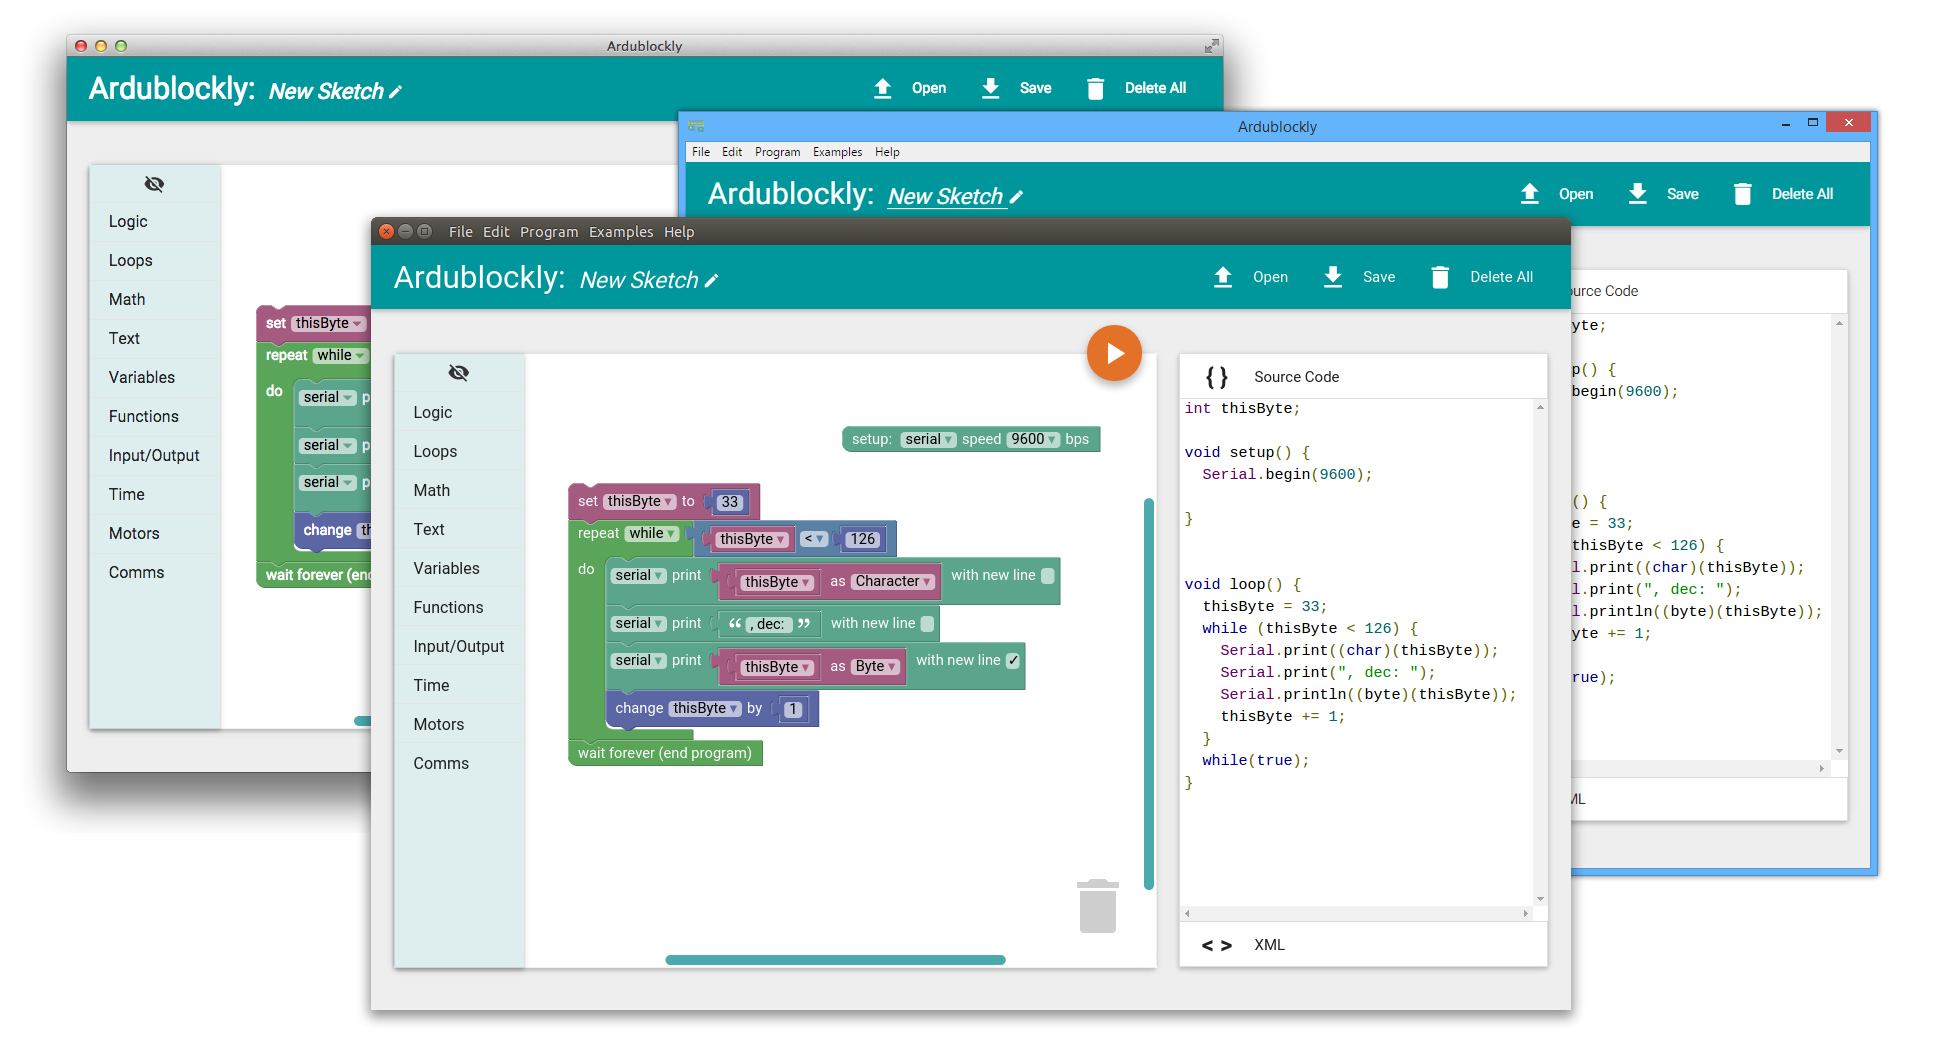 Ardublockly
Ardublockly: New Sketch
Open Save Delete All
Logic
Loops
Math
Text
Variables
Functions
Input/Output
Time
Motors
Comms
set thisByte
repeat while
do
serial
serial
serial
change
wait forever
Ardublockly
File Edit Program Examples Help
Ardublockly: New Sketch
Open Save Delete All
Code
begin(9600);
() {
= 33;
thisByte < 126) {
.print((char)(thisByte));
.print(", dec: ");
.println((byte)(thisByte));
+= 1;
File Edit Program Examples Help
Ardublockly: New Sketch
Open Save Delete All
Logic
Loops
Math
Text
Variables
Functions
Input/Output
Time
Motors
Comms
setup: serial speed 9600 bps
set thisByte to 33
repeat while thisByte < 126
do serial print thisByte as Character with new line
serial print “ , dec: ” with new line
serial print thisByte as Byte with new line ✓
change thisByte by 1
wait forever (end program)
{ } Source Code
int thisByte;
void setup() {
Serial.begin(9600);
}
void loop() {
thisByte = 33;
while (thisByte < 126) {
Serial.print((char)(thisByte));
Serial.print(", dec: ");
Serial.println((byte)(thisByte));
thisByte += 1;
}
while(true);
}
< > XML